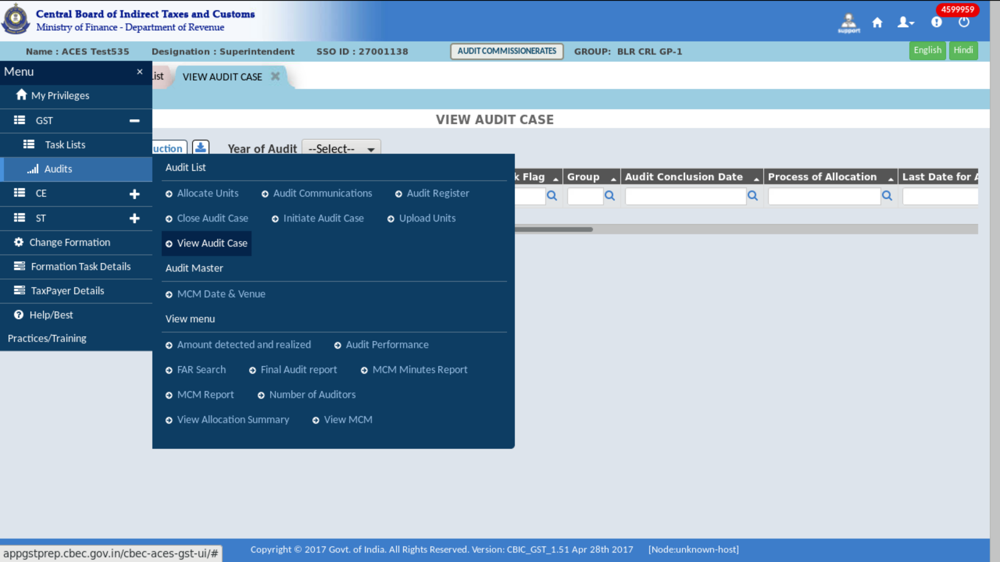 Central Board of Indirect Taxes and Customs
Ministry of Finance - Department of Revenue
support
4599959
Name : ACES Test535 Designation : Superintendent SSO ID : 27001138 AUDIT COMMISSIONERATES GROUP: BLR CRL GP-1 English Hindi
Menu ×
ist VIEW AUDIT CASE
My Privileges
GST
VIEW AUDIT CASE
Task Lists
uction Year of Audit --Select--
Audits
Audit List
k Flag Group Audit Conclusion Date Process of Allocation Last Date for A
CE
Allocate Units Audit Communications Audit Register
ST
Close Audit Case Initiate Audit Case Upload Units
Change Formation
View Audit Case
Formation Task Details
Audit Master
TaxPayer Details
MCM Date & Venue
Help/Best
Practices/Training
View menu
Amount detected and realized Audit Performance
FAR Search Final Audit report MCM Minutes Report
MCM Report Number of Auditors
View Allocation Summary View MCM
Copyright © 2017 Govt. of India. All Rights Reserved. Version: CBIC_GST_1.51 Apr 28th 2017 [Node:unknown-host]
appgstprep.cbec.gov.in/cbec-aces-gst-ui/#